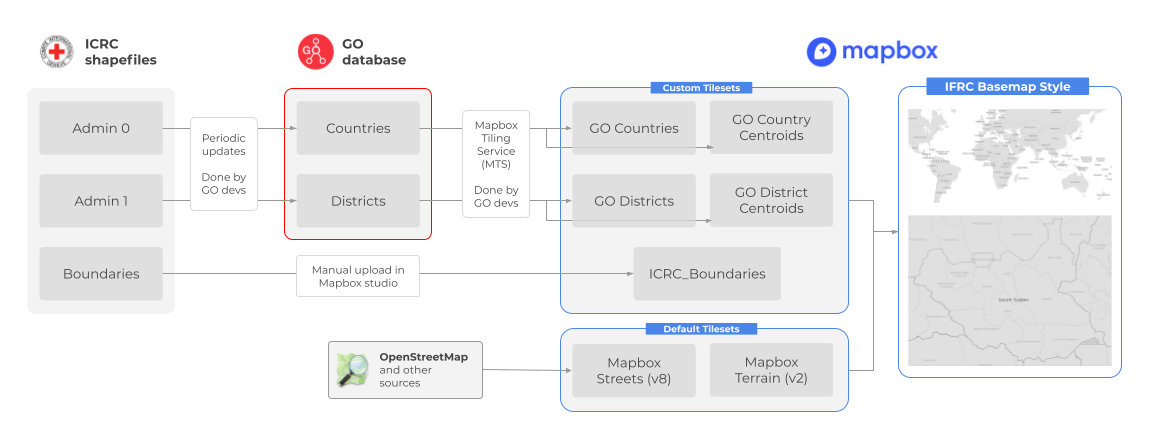 ICRC
shapefiles
GO
database
mapbox
Custom Tilesets
IFRC Basemap Style
Admin 0
Periodic
updates
Done by
GO devs
Countries
Mapbox
Tiling
Service
(MTS)
Done by
GO devs
GO Countries
GO Country
Centroids
Admin 1
Districts
GO Districts
GO District
Centroids
Boundaries
Manual upload in
Mapbox studio
ICRC_Boundaries
South Sudan
Default Tilesets
OpenStreetMap
and other
sources
Mapbox
Streets (v8)
Mapbox
Terrain (v2)